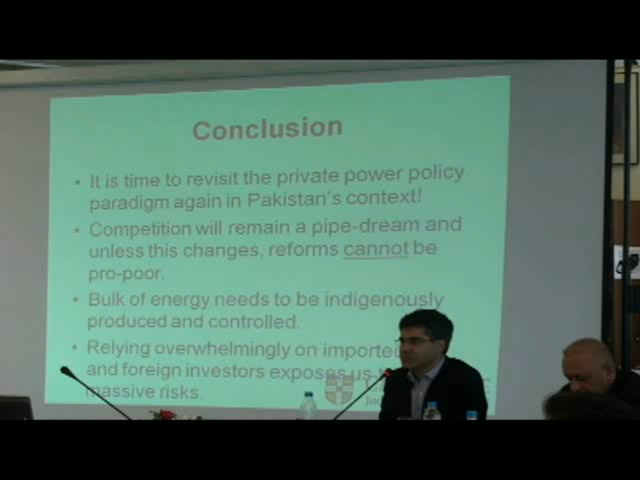 Conclusion
• It is time to revisit the private power policy
paradigm again in Pakistan's context!
• Competition will remain a pipe-dream and
unless this changes, reforms cannot be
pro-poor.
• Bulk of energy needs to be indigenously
produced and controlled.
• Relying overwhelmingly on imported
and foreign investors exposes us
massive risks.